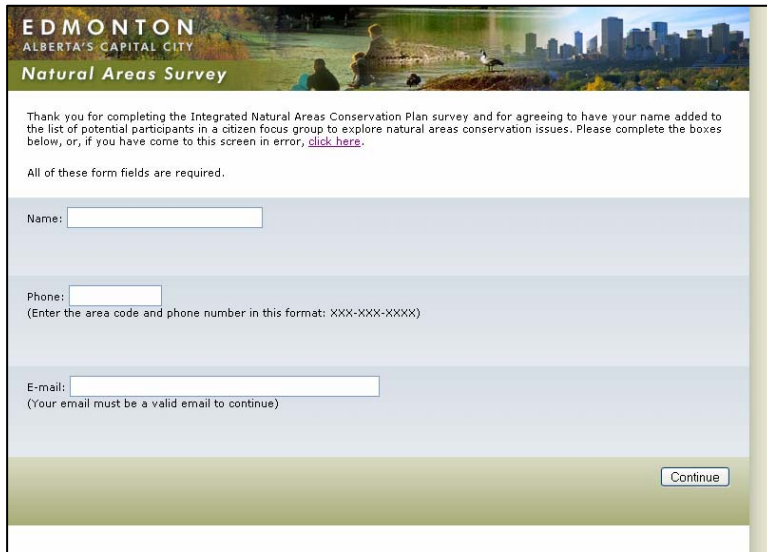 EDMONTON
ALBERTA'S CAPITAL CITY
Natural Areas Survey
Thank you for completing the Integrated Natural Areas Conservation Plan survey and for agreeing to have your name added to
the list of potential participants in a citizen focus group to explore natural areas conservation issues. Please complete the boxes
below, or, if you have come to this screen in error, click here.
All of these form fields are required.
Name:
Phone:
(Enter the area code and phone number in this format: XXX-XXX-XXXX)
E-mail:
(Your email must be a valid email to continue)
Continue